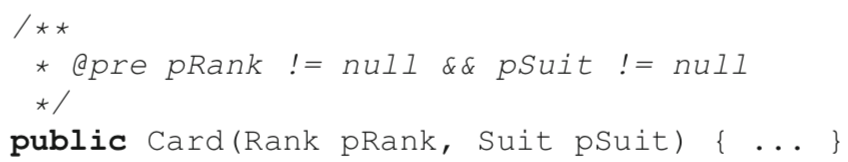 /**
 * @pre pRank != null && pSuit != null
 */
public Card(Rank pRank, Suit pSuit) { ... }